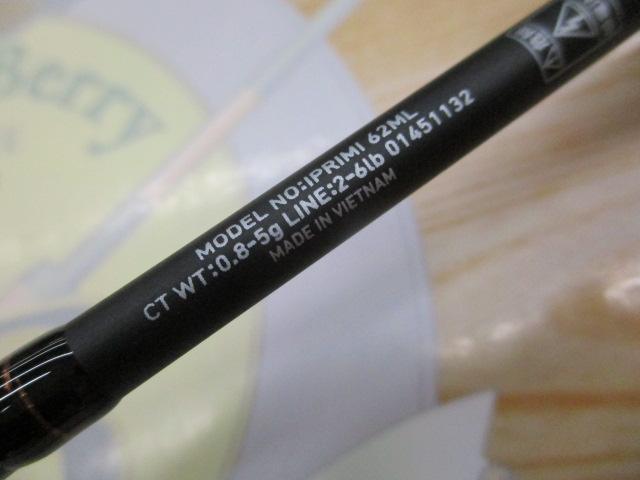 MODEL NO:IPRIMI 62ML
CT WT:0.8-5g LINE:2-6lb 01451132
MADE IN VIETNAM
Berry